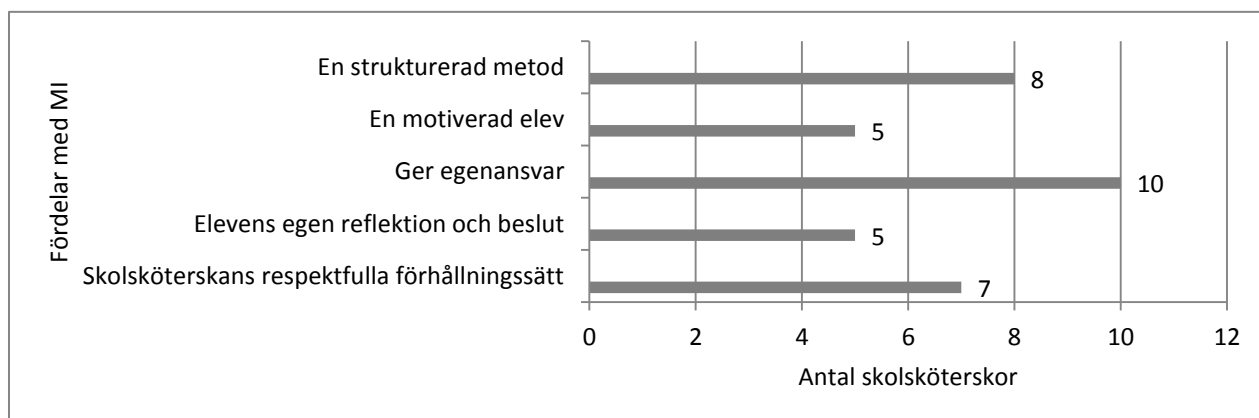 Fördelar med MI
En strukturerad metod
8
En motiverad elev
5
Ger egenansvar
10
Elevens egen reflektion och beslut
5
Skolsköterskans respektfulla förhållningssätt
7
0 2 4 6 8 10 12
Antal skolsköterskor